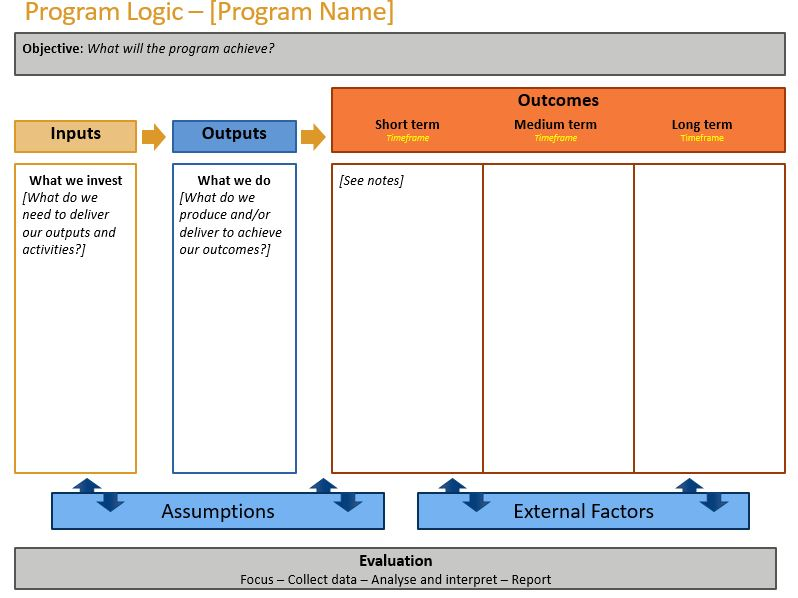 Program Logic – [Program Name]
Objective: What will the program achieve?
Outcomes
Inputs
Outputs
Short term
Medium term
Long term
Timeframe
Timeframe
Timeframe
What we invest
[What do we
need to deliver
our outputs and
activities?]
What we do
[What do we
produce and/or
deliver to achieve
our outcomes?]
[See notes]
Assumptions
External Factors
Evaluation
Focus – Collect data – Analyse and interpret – Report